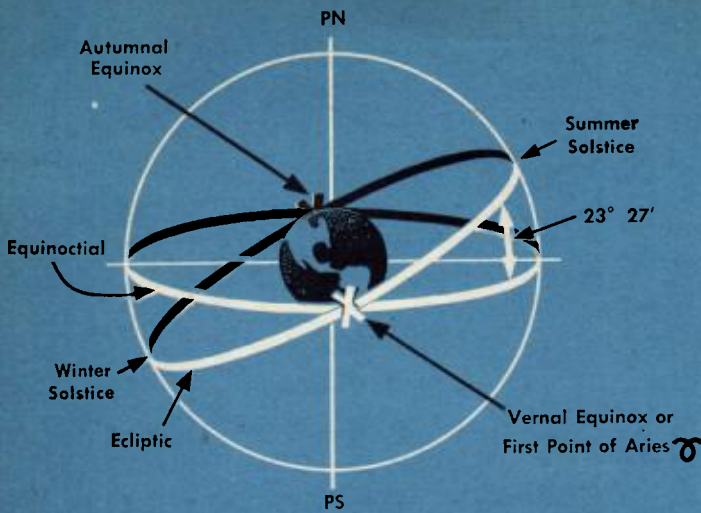 PN
Autumnal
Equinox
Summer
Solstice
23° 27′
Equinoctial
Winter
Solstice
Ecliptic
Vernal Equinox or
First Point of Aries ♈
PS